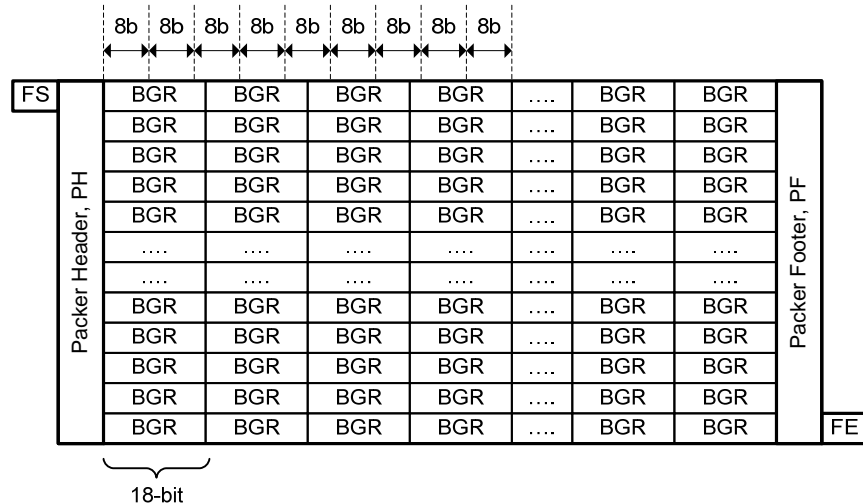 8b 8b 8b 8b 8b 8b 8b 8b 8b
FS BGR BGR BGR BGR .... BGR BGR
BGR BGR BGR BGR .... BGR BGR
BGR BGR BGR BGR .... BGR BGR
BGR BGR BGR BGR .... BGR BGR
BGR BGR BGR BGR .... BGR BGR
.... .... .... .... .... .... ....
.... .... .... .... .... .... ....
BGR BGR BGR BGR .... BGR BGR
BGR BGR BGR BGR .... BGR BGR
BGR BGR BGR BGR .... BGR BGR
BGR BGR BGR BGR .... BGR BGR
BGR BGR BGR BGR .... BGR BGR FE
Packer Header, PH
Packer Footer, PF
18-bit